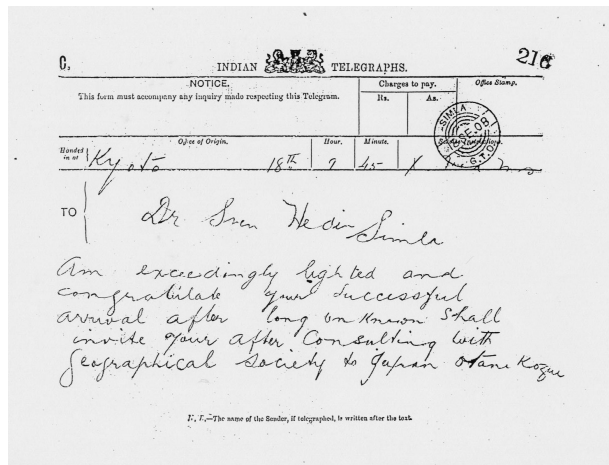 C.
216
INDIAN TELEGRAPHS.
NOTICE.
This form must accompany any inquiry made respecting this Telegram.
Charges to pay.
Rs. As.
Office Stamp.
SIMLA
SE.08
G.T.O.
Handed in at
Office of Origin.
Hour.
Minute.
Kyoto 18TH 9 45
TO
Dr Sven Hedin
Simla
Am exceedingly lighted and
congratulate your successful
arrival after long unknown Shall
invite your after Consulting with
geographical Society to Japan Otani Kozui
N. B.—The name of the Sender, if telegraphed, is written after the text.